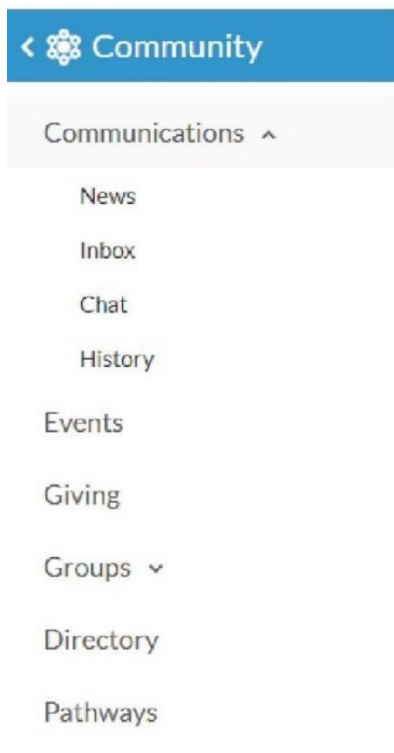 Community
Communications
News
Inbox
Chat
History
Events
Giving
Groups
Directory
Pathways